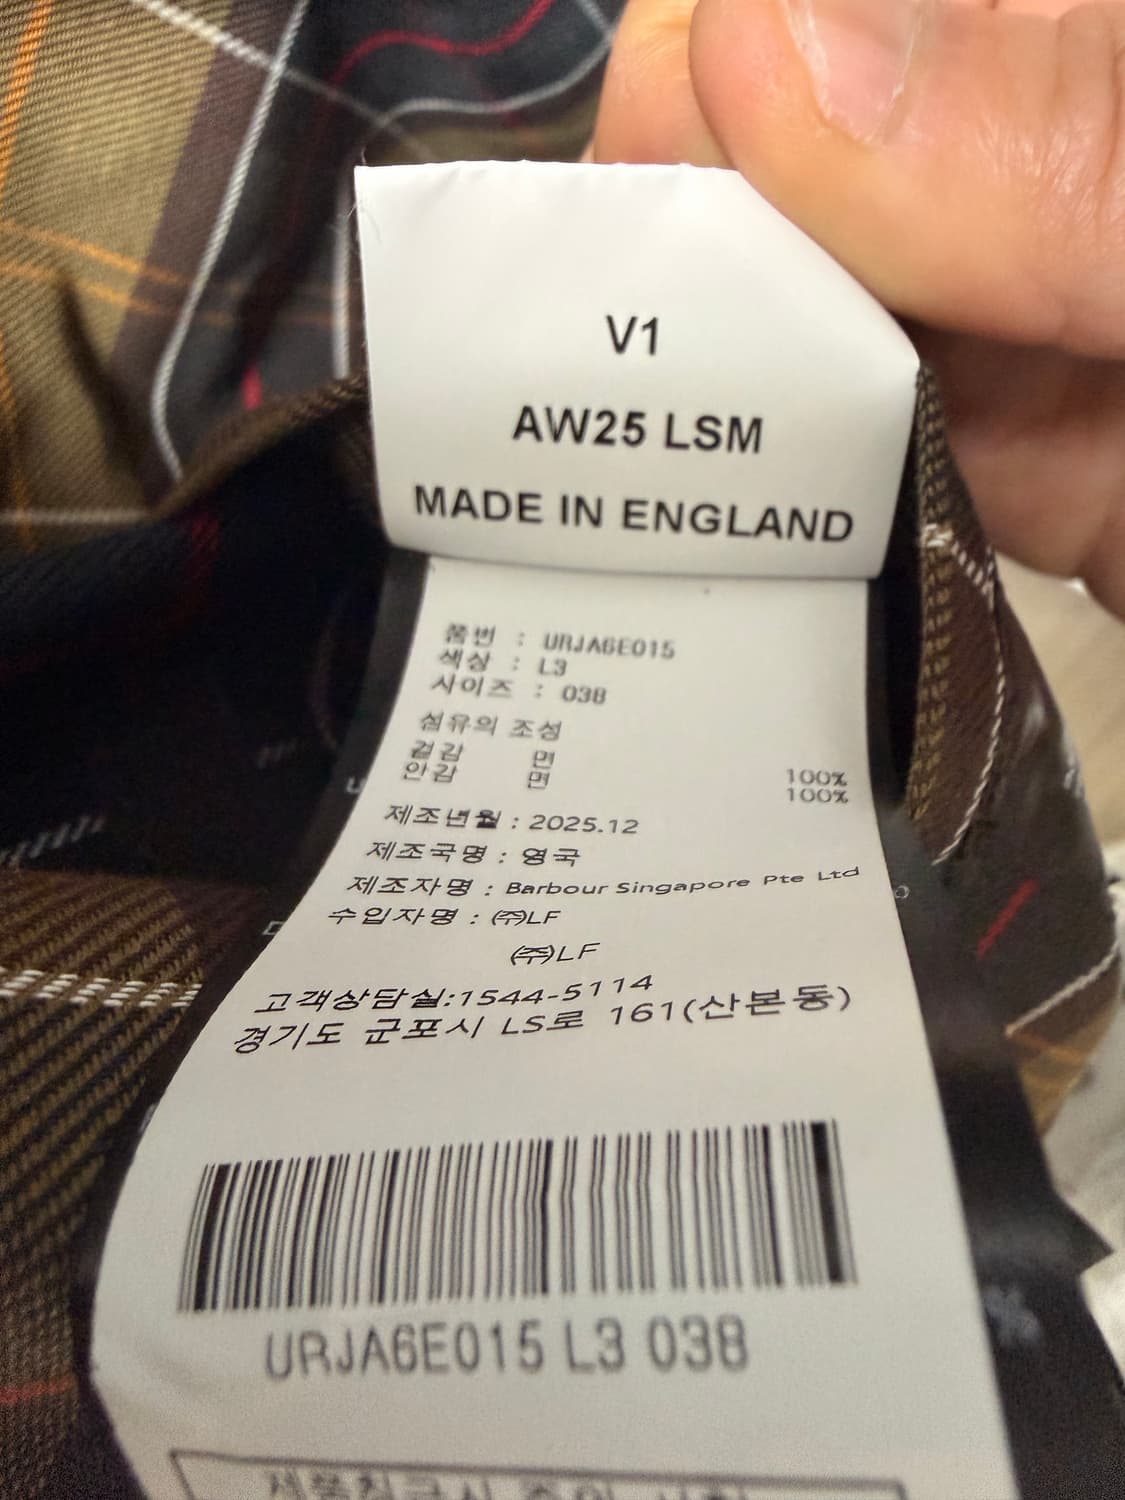 V1
AW25 LSM
MADE IN ENGLAND
품번 : URJA6E015
색상 : L3
사이즈 : 038
섬유의 조성
겉감 면 100%
안감 면 100%
제조년월 : 2025.12
제조국명 : 영국
제조자명 : Barbour Singapore Pte Ltd
수입자명 : ㈜LF
㈜LF
고객상담실:1544-5114
경기도 군포시 LS로 161(산본동)
URJA6E015 L3 038